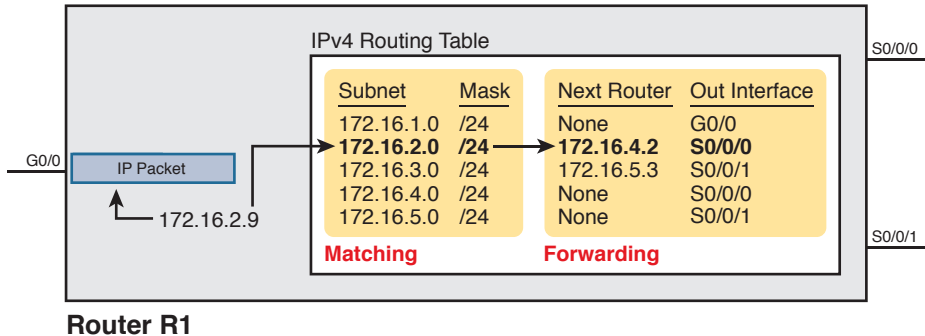 IPv4 Routing Table
S0/0/0
Subnet Mask Next Router Out Interface
172.16.1.0 /24 None G0/0
172.16.2.0 /24 172.16.4.2 S0/0/0
G0/0
IP Packet
172.16.3.0 /24 172.16.5.3 S0/0/1
172.16.4.0 /24 None S0/0/0
172.16.2.9
172.16.5.0 /24 None S0/0/1
Matching Forwarding
S0/0/1
Router R1